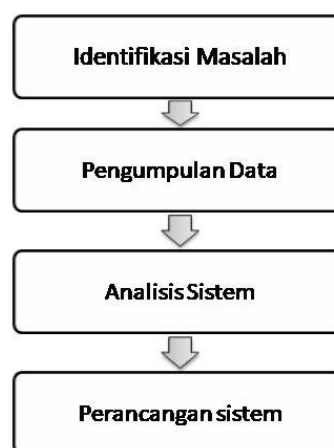 Identifikasi Masalah
Pengumpulan Data
Analisis Sistem
Perancangan sistem